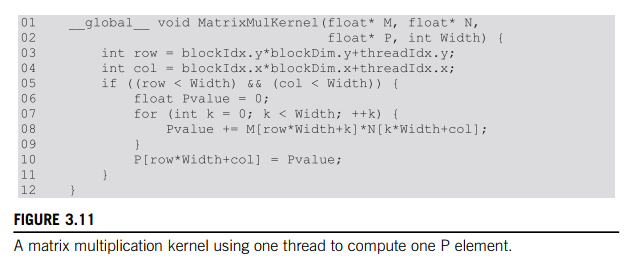 01 __global__ void MatrixMulKernel(float* M, float* N,
02 float* P, int Width) {
03 int row = blockIdx.y*blockDim.y+threadIdx.y;
04 int col = blockIdx.x*blockDim.x+threadIdx.x;
05 if ((row < Width) && (col < Width)) {
06 float Pvalue = 0;
07 for (int k = 0; k < Width; ++k) {
08 Pvalue += M[row*Width+k]*N[k*Width+col];
09 }
10 P[row*Width+col] = Pvalue;
11 }
12 }
FIGURE 3.11
A matrix multiplication kernel using one thread to compute one P element.